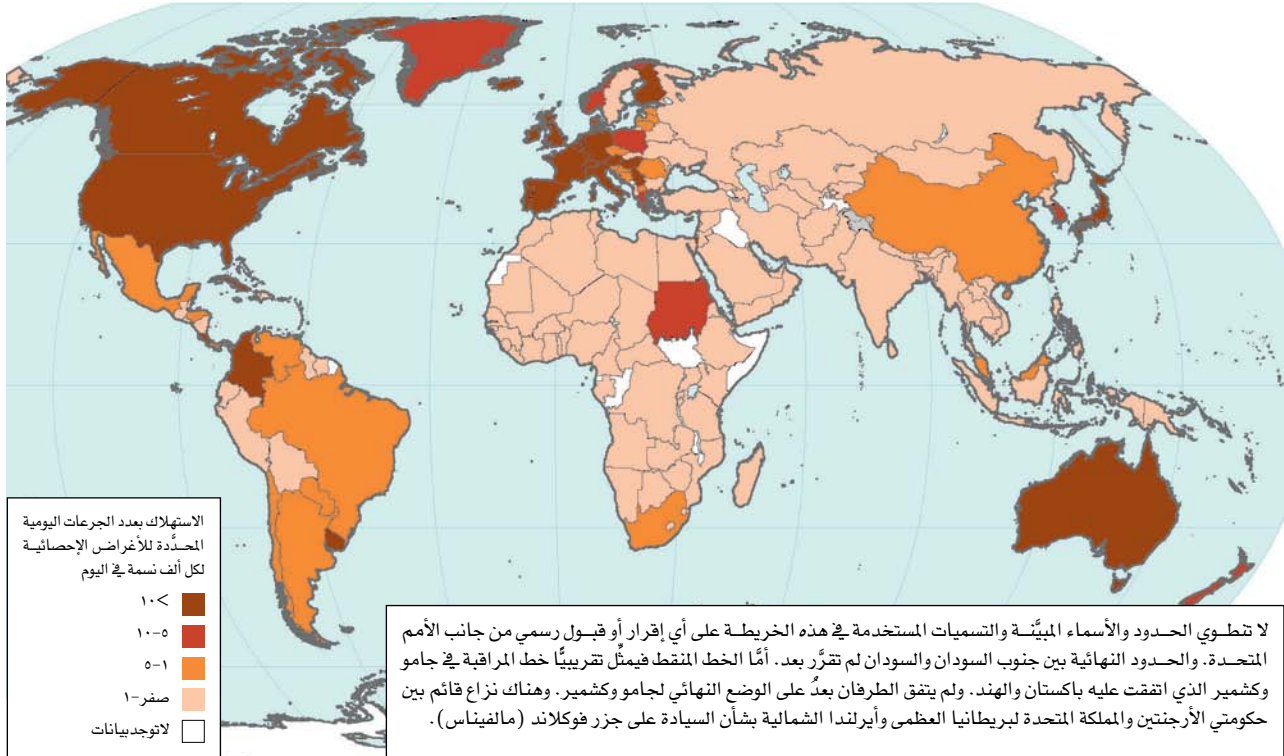 الاستهلاك بعدد الجرعات اليومية
المحدَّدة للأغراض الإحصائية
لكل ألف نسمة في اليوم
١٠<
١٠-٥
٥-١
صفر-١
لاتوجدبيانات
لا تنطوي الحدود والأسماء المبيَّنة والتسميات المستخدمة في هذه الخريطة على أي إقرار أو قبول رسمي من جانب الأمم
المتحدة. والحدود النهائية بين جنوب السودان والسودان لم تقرَّر بعد. أمَّا الخط المنقط فيمثِّل تقريبيًّا خط المراقبة في جامو
وكشمير الذي اتفقت عليه باكستان والهند. ولم يتفق الطرفان بعدُ على الوضع النهائي لجامو وكشمير. وهناك نزاع قائم بين
حكومتي الأرجنتين والمملكة المتحدة لبريطانيا العظمى وأيرلندا الشمالية بشأن السيادة على جزر فوكلاند (مالفيناس).